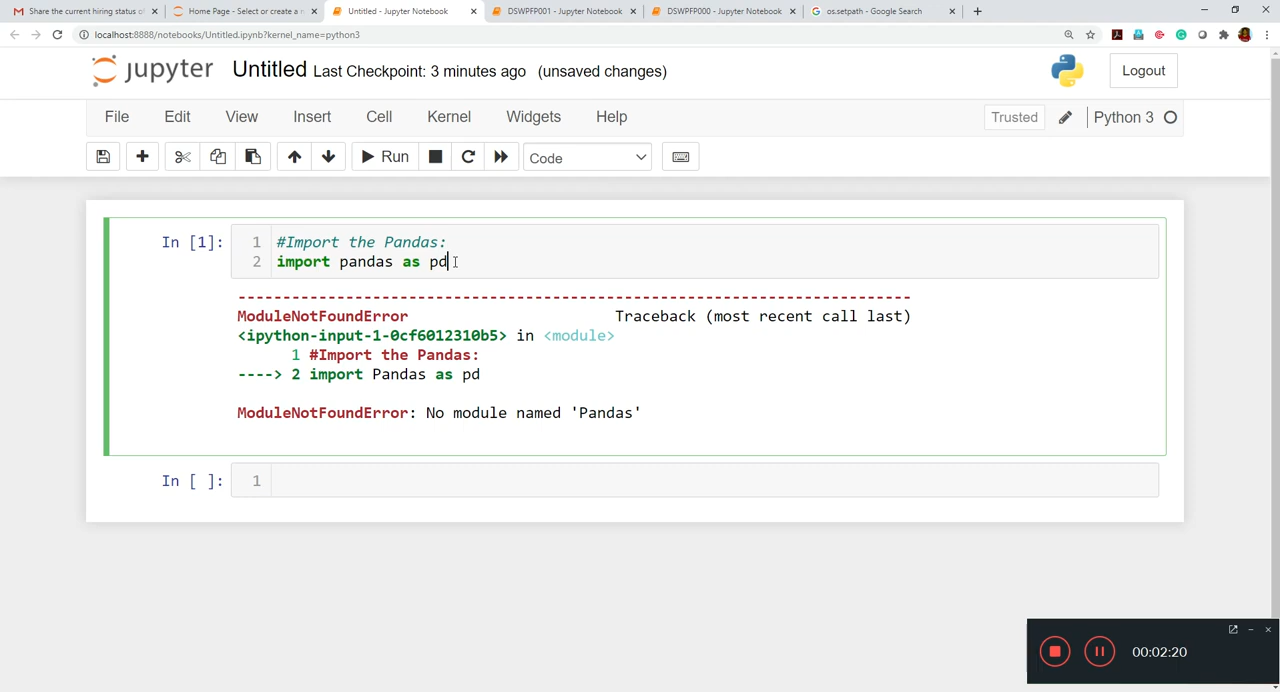 Share the current hiring status of
Home Page - Select or create a n
Untitled - Jupyter Notebook
DSWPFP001 - Jupyter Notebook
DSWPFP000 - Jupyter Notebook
os.setpath - Google Search
localhost:8888/notebooks/Untitled.ipynb?kernel_name=python3
jupyter Untitled Last Checkpoint: 3 minutes ago (unsaved changes)
Logout
File Edit View Insert Cell Kernel Widgets Help
Trusted
Python 3
Run
Code
In [1]:
1 #Import the Pandas:
2 import pandas as pd
---------------------------------------------------------------------------
ModuleNotFoundError Traceback (most recent call last)
<ipython-input-1-0cf6012310b5> in <module>
1 #Import the Pandas:
----> 2 import Pandas as pd
ModuleNotFoundError: No module named 'Pandas'
In [ ]: 1
00:02:20